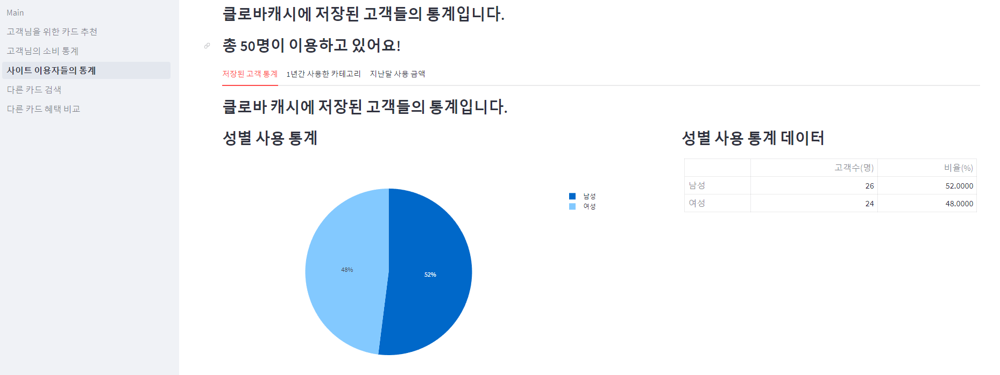 Main
고객님을 위한 카드 추천
고객님의 소비 통계
사이트 이용자들의 통계
다른 카드 검색
다른 카드 혜택 비교
클로바캐시에 저장된 고객들의 통계입니다.
총 50명이 이용하고 있어요!
저장된 고객 통계 1년간 사용한 카테고리 지난달 사용 금액
클로바 캐시에 저장된 고객들의 통계입니다.
성별 사용 통계
48%
52%
남성
여성
성별 사용 통계 데이터
고객수(명) 비율(%)
남성 26 52.0000
여성 24 48.0000